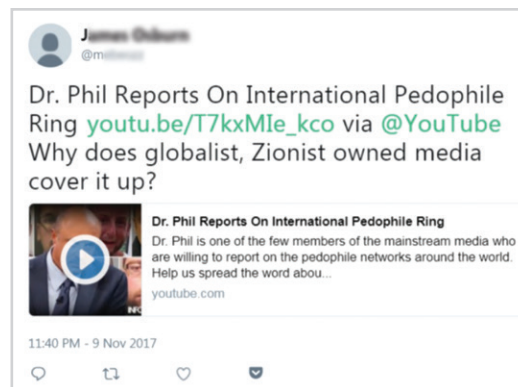 J
@m
Dr. Phil Reports On International Pedophile
Ring youtu.be/T7kxMIe_kco via @YouTube
Why does globalist, Zionist owned media
cover it up?
Dr. Phil Reports On International Pedophile Ring
Dr. Phil is one of the few members of the mainstream media who
are willing to report on the pedophile networks around the world.
Help us spread the word abou...
youtube.com
11:40 PM - 9 Nov 2017